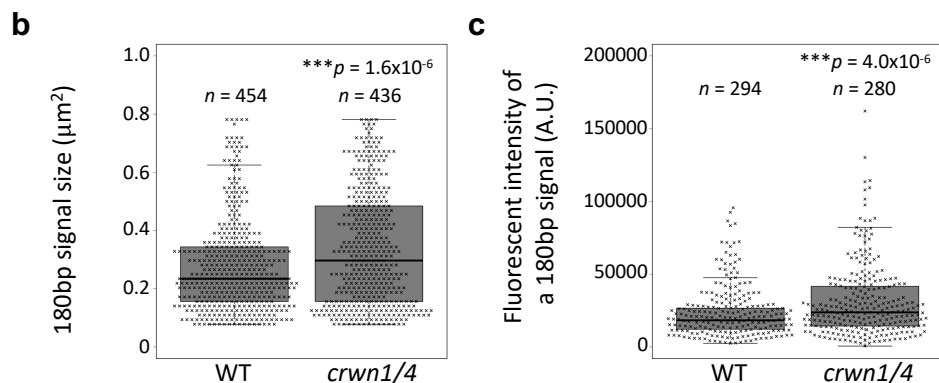 b
180bp signal size (µm²)
1.0
0.8
0.6
0.4
0.2
0
***p = 1.6x10⁻⁶
n = 454
n = 436
WT
crwn1/4
c
Fluorescent intensity of
a 180bp signal (A.U.)
200000
150000
100000
50000
0
***p = 4.0x10⁻⁶
n = 294
n = 280
WT
crwn1/4